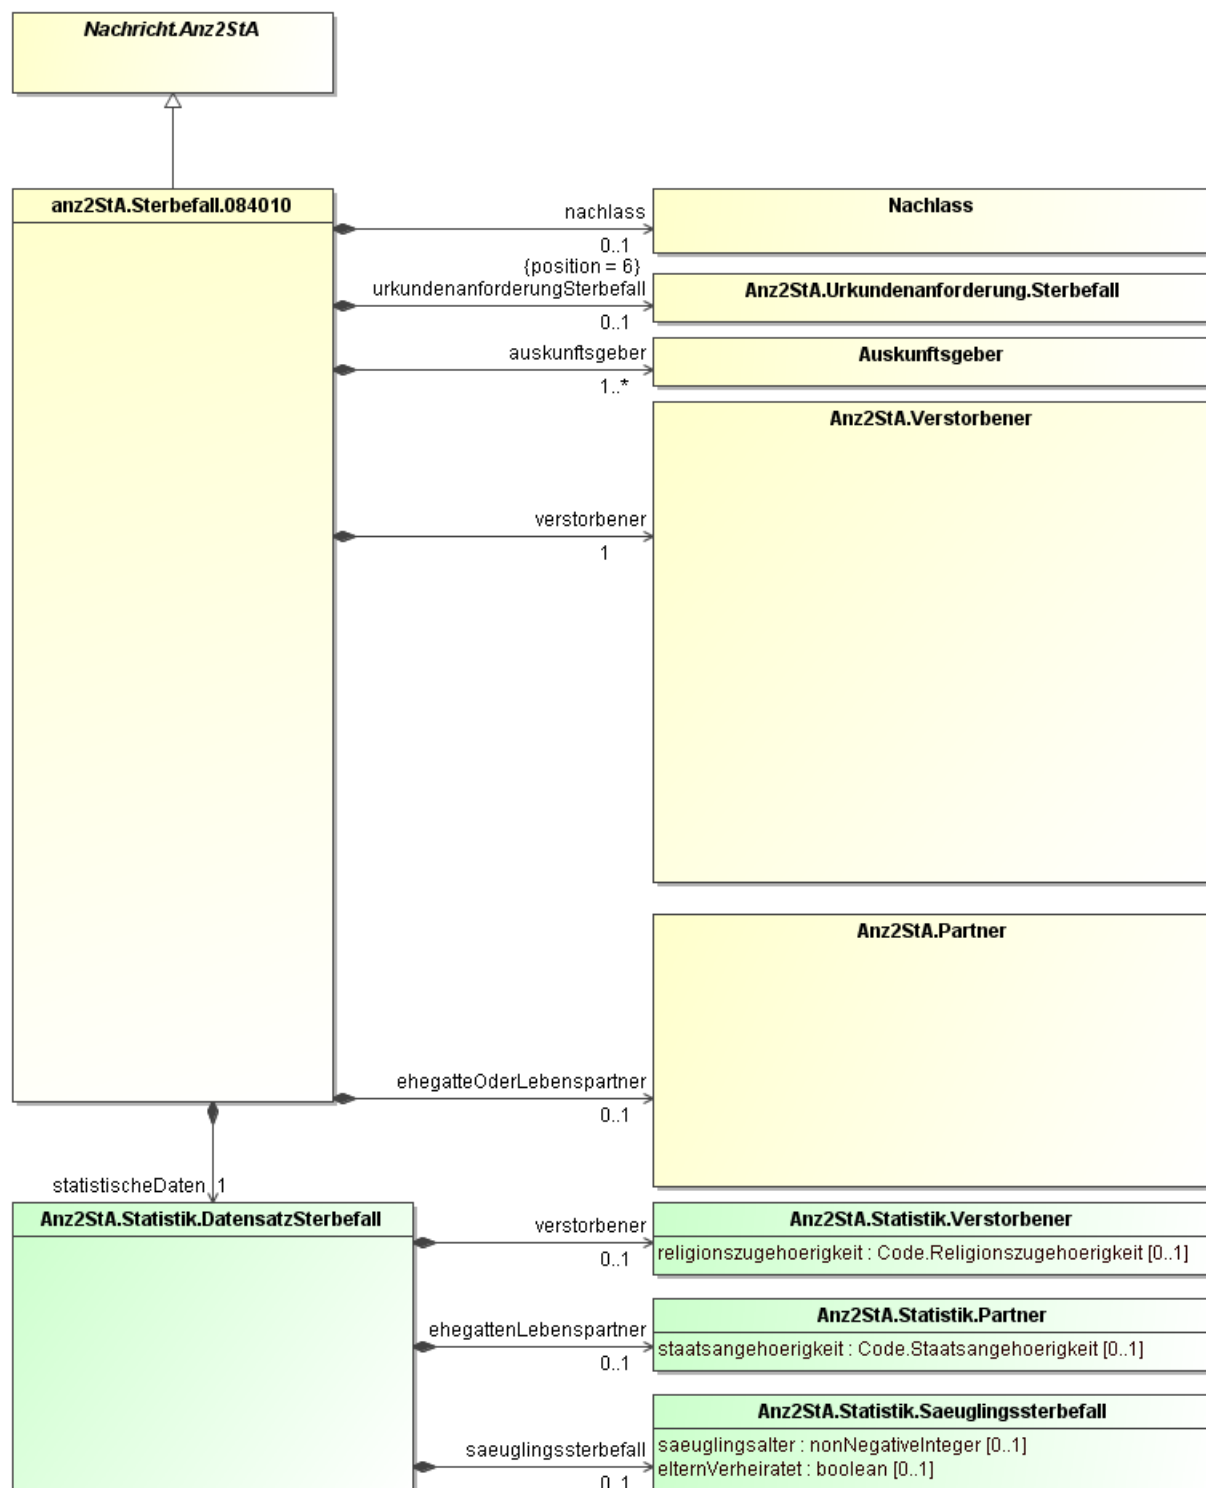 Nachricht.Anz2StA
anz2StA.Sterbefall.084010
nachlass
0..1
{position = 6}
Nachlass
urkundenanforderungSterbefall
0..1
Anz2StA.Urkundenanforderung.Sterbefall
auskunftsgeber
1..*
Auskunftsgeber
Anz2StA.Verstorbener
verstorbener
1
Anz2StA.Partner
ehegatteOderLebenspartner
0..1
statistischeDaten 1
Anz2StA.Statistik.DatensatzSterbefall
verstorbener
0..1
Anz2StA.Statistik.Verstorbener
religionszugehoerigkeit : Code.Religionszugehoerigkeit [0..1]
ehegattenLebenspartner
0..1
Anz2StA.Statistik.Partner
staatsangehoerigkeit : Code.Staatsangehoerigkeit [0..1]
Anz2StA.Statistik.Saeuglingssterbefall
saeuglingssterbefall
0..1
saeuglingsalter : nonNegativeInteger [0..1]
elternVerheiratet : boolean [0..1]